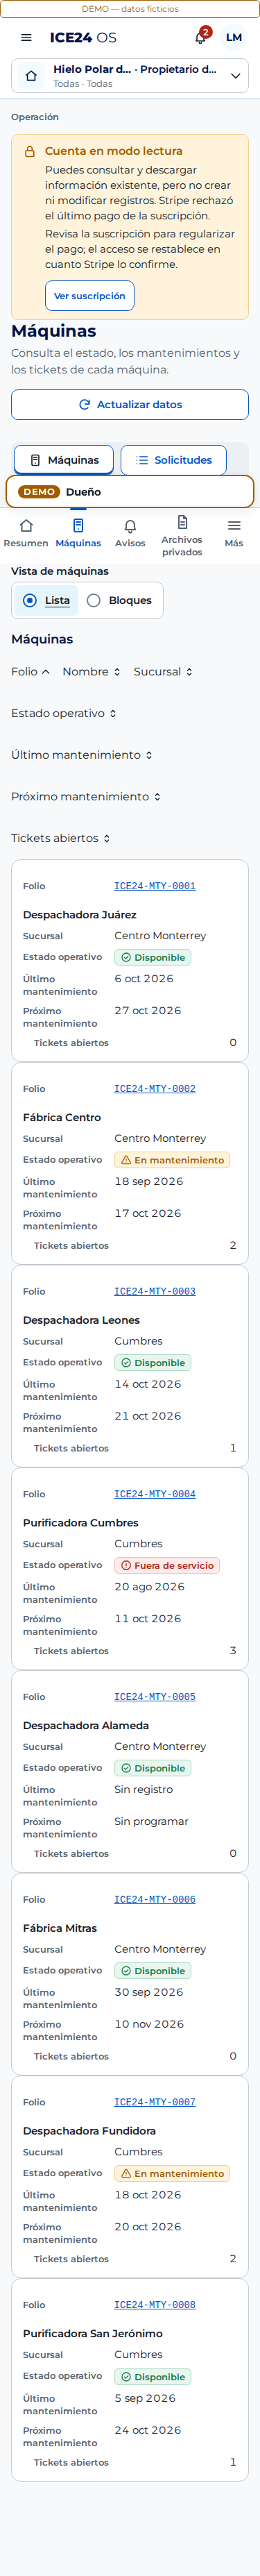 DEMO — datos ficticios
ICE24 OS
2
LM
Hielo Polar d... · Propietario d...
Todas · Todas
Operación
Cuenta en modo lectura
Puedes consultar y descargar
información existente, pero no crear
ni modificar registros. Stripe rechazó
el último pago de la suscripción.
Revisa la suscripción para regularizar
el pago; el acceso se restablece en
cuanto Stripe lo confirme.
Ver suscripción
Máquinas
Consulta el estado, los mantenimientos y
los tickets de cada máquina.
Actualizar datos
Máquinas
Solicitudes
DEMO Dueño
Resumen
Máquinas
Avisos
Archivos
privados
Más
Vista de máquinas
Lista
Bloques
Máquinas
Folio
Nombre
Sucursal
Estado operativo
Último mantenimiento
Próximo mantenimiento
Tickets abiertos
Folio ICE24-MTY-0001
Despachadora Juárez
Sucursal Centro Monterrey
Estado operativo Disponible
Último 6 oct 2026
mantenimiento
Próximo 27 oct 2026
mantenimiento
Tickets abiertos 0
Folio ICE24-MTY-0002
Fábrica Centro
Sucursal Centro Monterrey
Estado operativo En mantenimiento
Último 18 sep 2026
mantenimiento
Próximo 17 oct 2026
mantenimiento
Tickets abiertos 2
Folio ICE24-MTY-0003
Despachadora Leones
Sucursal Cumbres
Estado operativo Disponible
Último 14 oct 2026
mantenimiento
Próximo 21 oct 2026
mantenimiento
Tickets abiertos 1
Folio ICE24-MTY-0004
Purificadora Cumbres
Sucursal Cumbres
Estado operativo Fuera de servicio
Último 20 ago 2026
mantenimiento
Próximo 11 oct 2026
mantenimiento
Tickets abiertos 3
Folio ICE24-MTY-0005
Despachadora Alameda
Sucursal Centro Monterrey
Estado operativo Disponible
Último Sin registro
mantenimiento
Próximo Sin programar
mantenimiento
Tickets abiertos 0
Folio ICE24-MTY-0006
Fábrica Mitras
Sucursal Centro Monterrey
Estado operativo Disponible
Último 30 sep 2026
mantenimiento
Próximo 10 nov 2026
mantenimiento
Tickets abiertos 0
Folio ICE24-MTY-0007
Despachadora Fundidora
Sucursal Cumbres
Estado operativo En mantenimiento
Último 18 oct 2026
mantenimiento
Próximo 20 oct 2026
mantenimiento
Tickets abiertos 2
Folio ICE24-MTY-0008
Purificadora San Jerónimo
Sucursal Cumbres
Estado operativo Disponible
Último 5 sep 2026
mantenimiento
Próximo 24 oct 2026
mantenimiento
Tickets abiertos 1